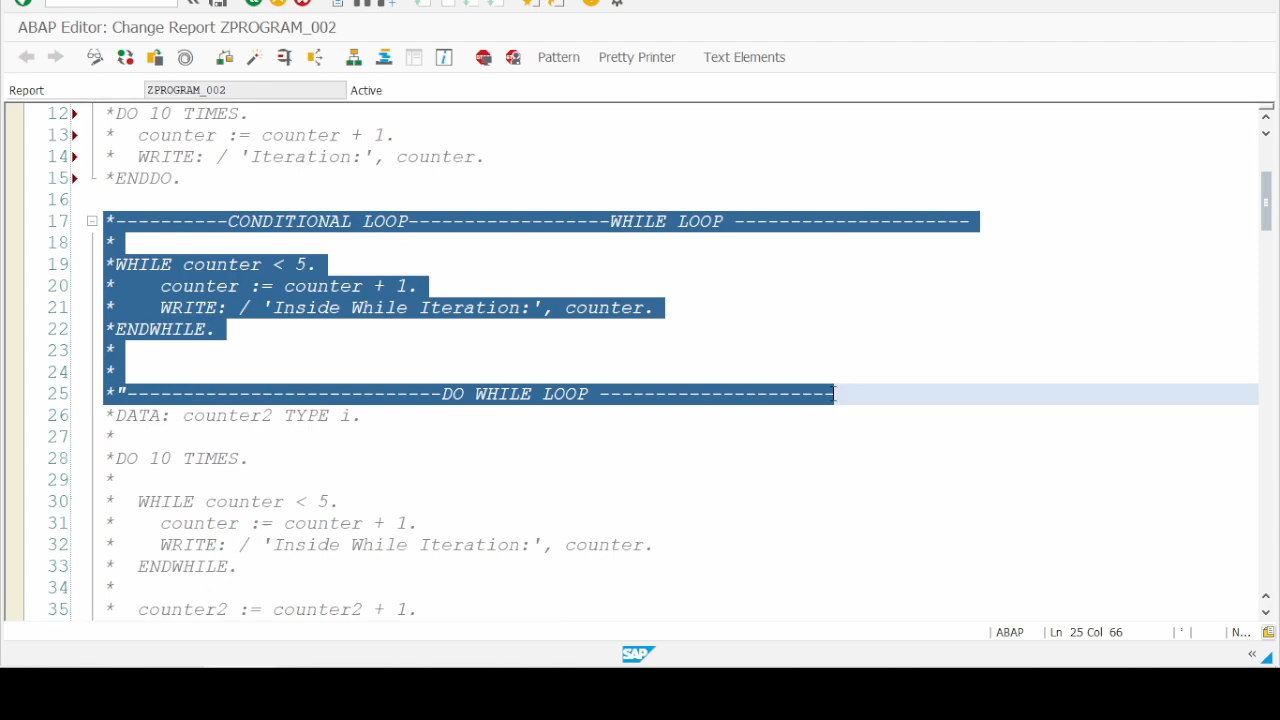 ABAP Editor: Change Report ZPROGRAM_002
Pattern Pretty Printer Text Elements
Report ZPROGRAM_002 Active
12 *DO 10 TIMES.
13 *  counter := counter + 1.
14 *  WRITE: / 'Iteration:', counter.
15 *ENDDO.
16
17 *----------CONDITIONAL LOOP------------------WHILE LOOP ---------------------
18 *
19 *WHILE counter < 5.
20 *    counter := counter + 1.
21 *    WRITE: / 'Inside While Iteration:', counter.
22 *ENDWHILE.
23 *
24 *
25 *"----------------------------DO WHILE LOOP ---------------------
26 *DATA: counter2 TYPE i.
27 *
28 *DO 10 TIMES.
29 *
30 *  WHILE counter < 5.
31 *    counter := counter + 1.
32 *    WRITE: / 'Inside While Iteration:', counter.
33 *  ENDWHILE.
34 *
35 *  counter2 := counter2 + 1.
ABAP Ln 25 Col 66 N...
SAP